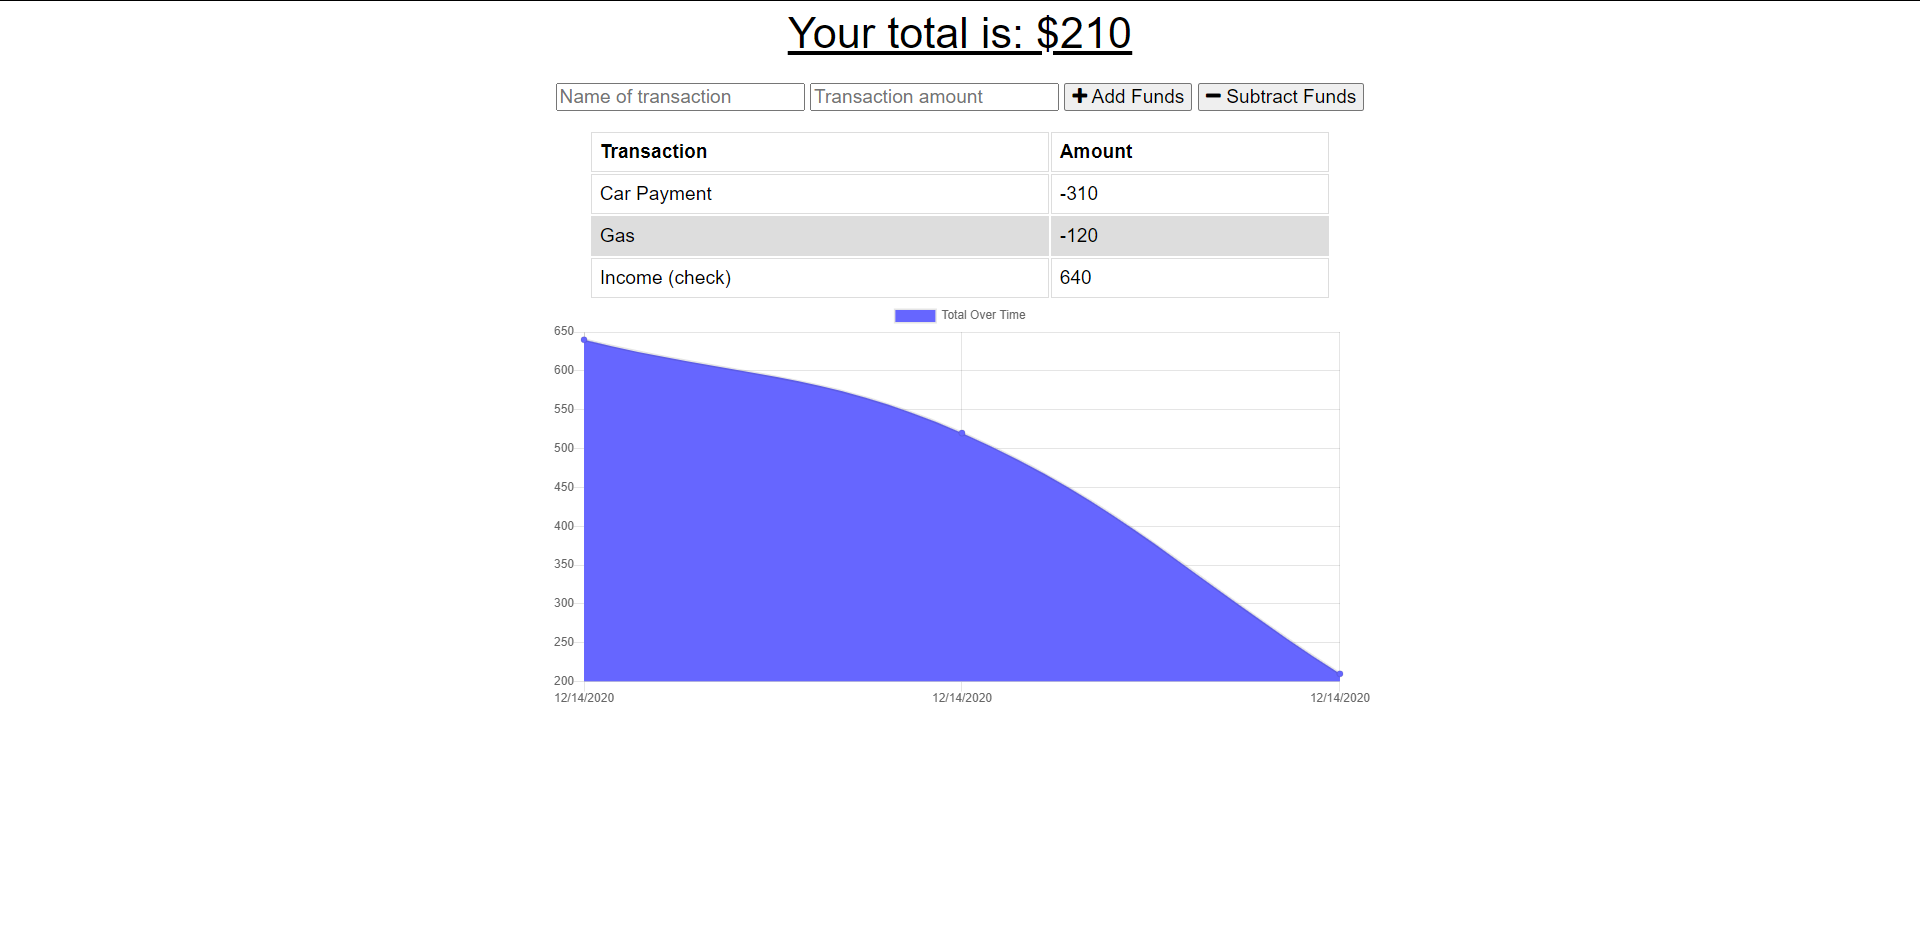 Your total is: $210
Name of transaction Transaction amount Add Funds Subtract Funds
Transaction Amount
Car Payment -310
Gas -120
Income (check) 640
Total Over Time
650
600
550
500
450
400
350
300
250
200
12/14/2020 12/14/2020 12/14/2020